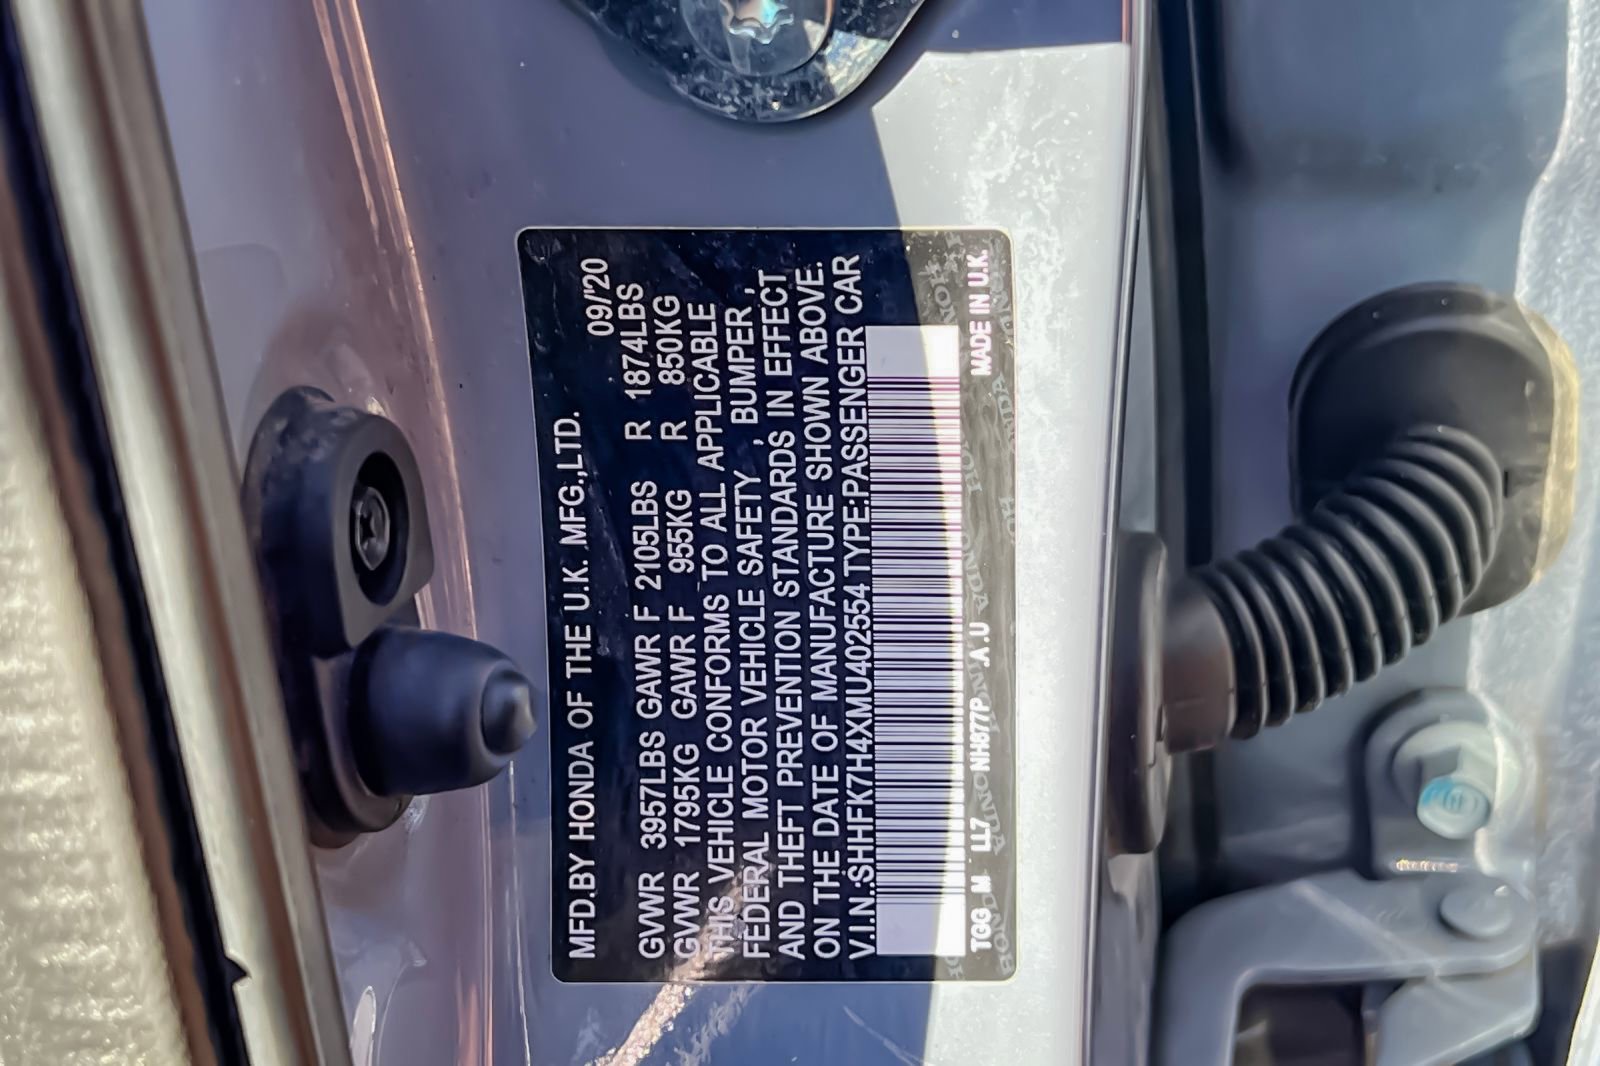 MFD.BY HONDA OF THE U.K. MFG.,LTD.
09/'20
GVWR 3957LBS GAWR F 2105LBS R 1874LBS
GVWR 1795KG GAWR F 955KG R 850KG
THIS VEHICLE CONFORMS TO ALL APPLICABLE
FEDERAL MOTOR VEHICLE SAFETY, BUMPER,
AND THEFT PREVENTION STANDARDS IN EFFECT
ON THE DATE OF MANUFACTURE SHOWN ABOVE.
V.I.N.:SHHFK7H4XMU402554 TYPE:PASSENGER CAR
TGG M LL7 NH877P .A.U MADE IN U.K.